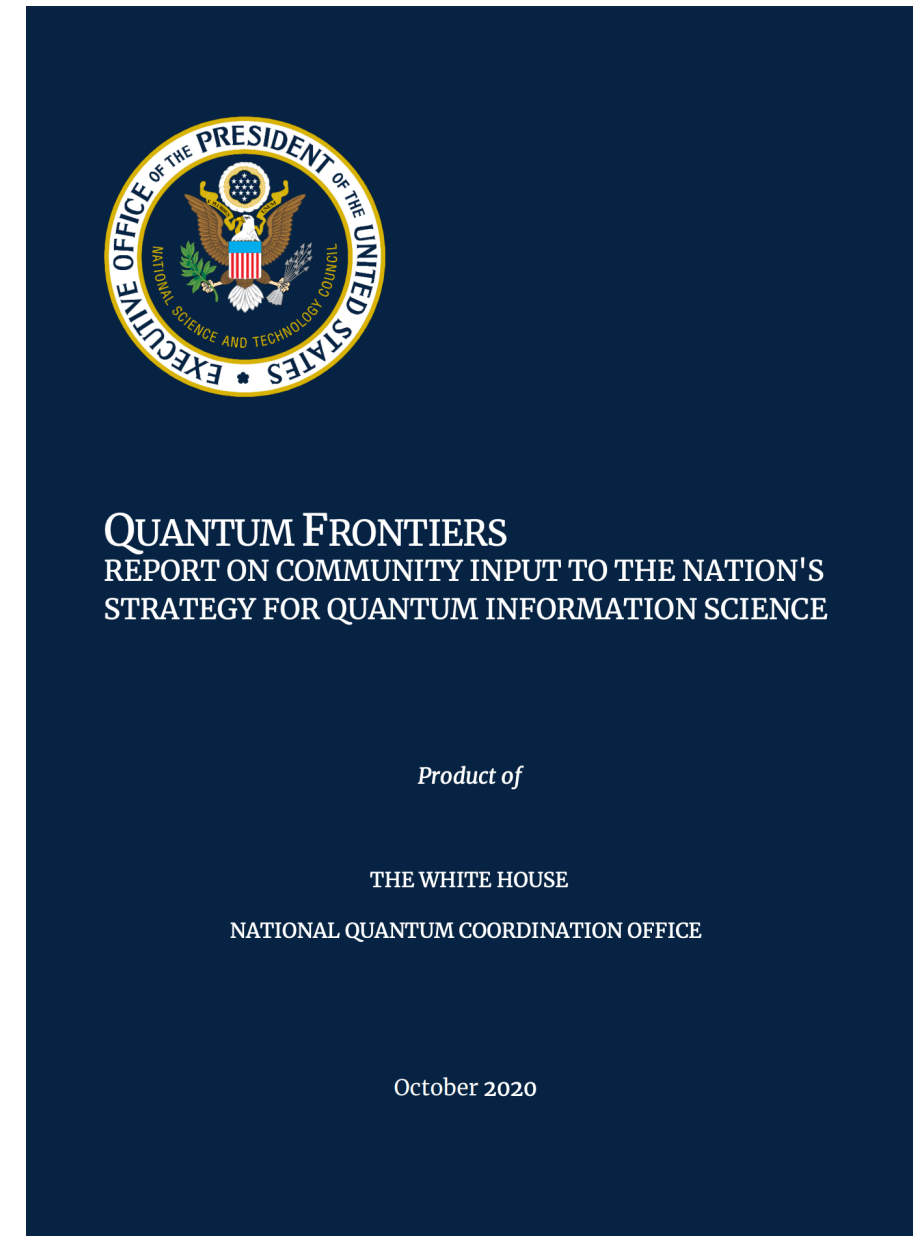 EXECUTIVE OFFICE OF THE PRESIDENT OF THE UNITED STATES
NATIONAL SCIENCE AND TECHNOLOGY COUNCIL
QUANTUM FRONTIERS
REPORT ON COMMUNITY INPUT TO THE NATION'S
STRATEGY FOR QUANTUM INFORMATION SCIENCE
Product of
THE WHITE HOUSE
NATIONAL QUANTUM COORDINATION OFFICE
October 2020